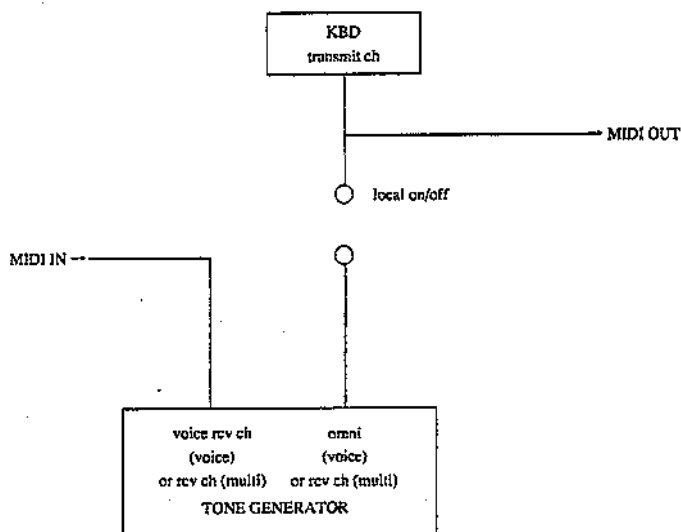 KBD
transmit ch
MIDI OUT
local on/off
MIDI IN
voice rcv ch
(voice)
or rcv ch (multi)
omni
(voice)
or rcv ch (multi)
TONE GENERATOR